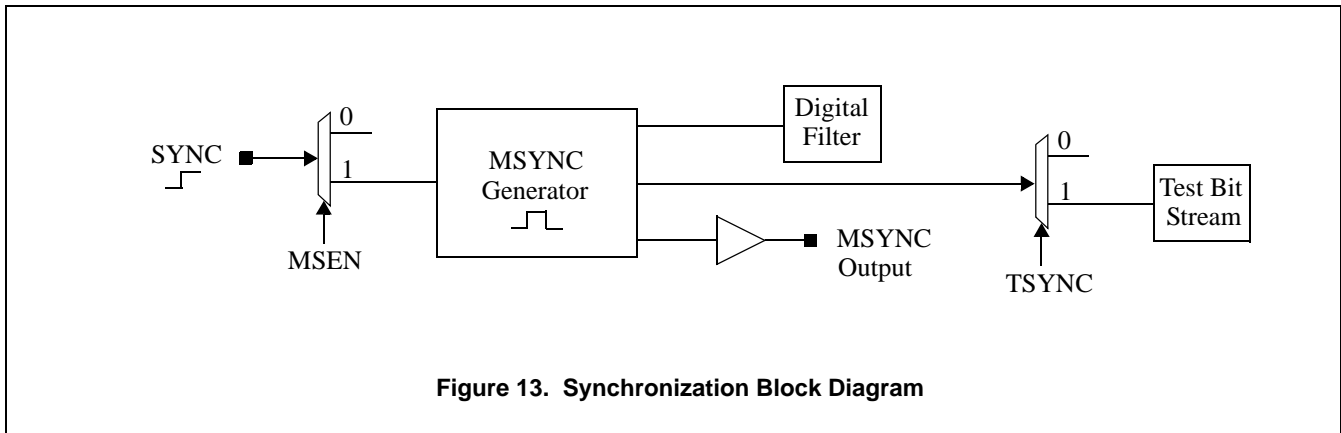 SYNC
0
1
MSEN
MSYNC
Generator
Digital
Filter
MSYNC
Output
0
1
TSYNC
Test Bit
Stream
Figure 13. Synchronization Block Diagram